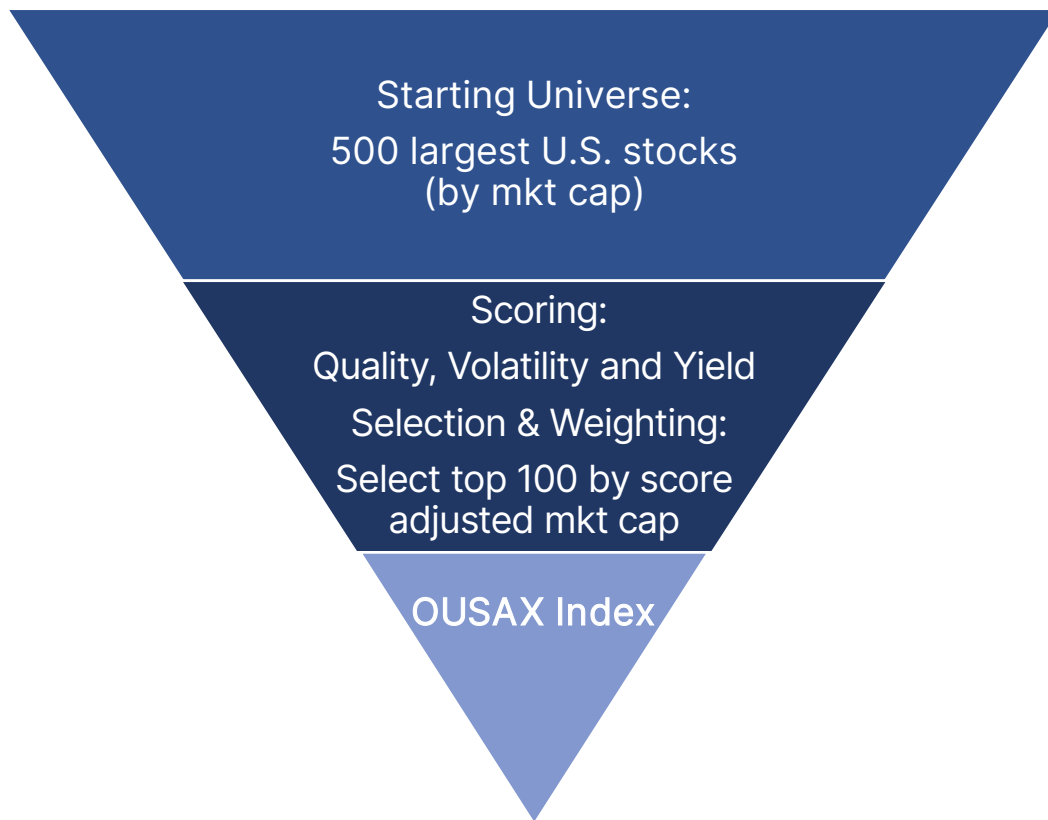 Starting Universe:
500 largest U.S. stocks
(by mkt cap)
Scoring:
Quality, Volatility and Yield
Selection & Weighting:
Select top 100 by score
adjusted mkt cap
OUSAX Index